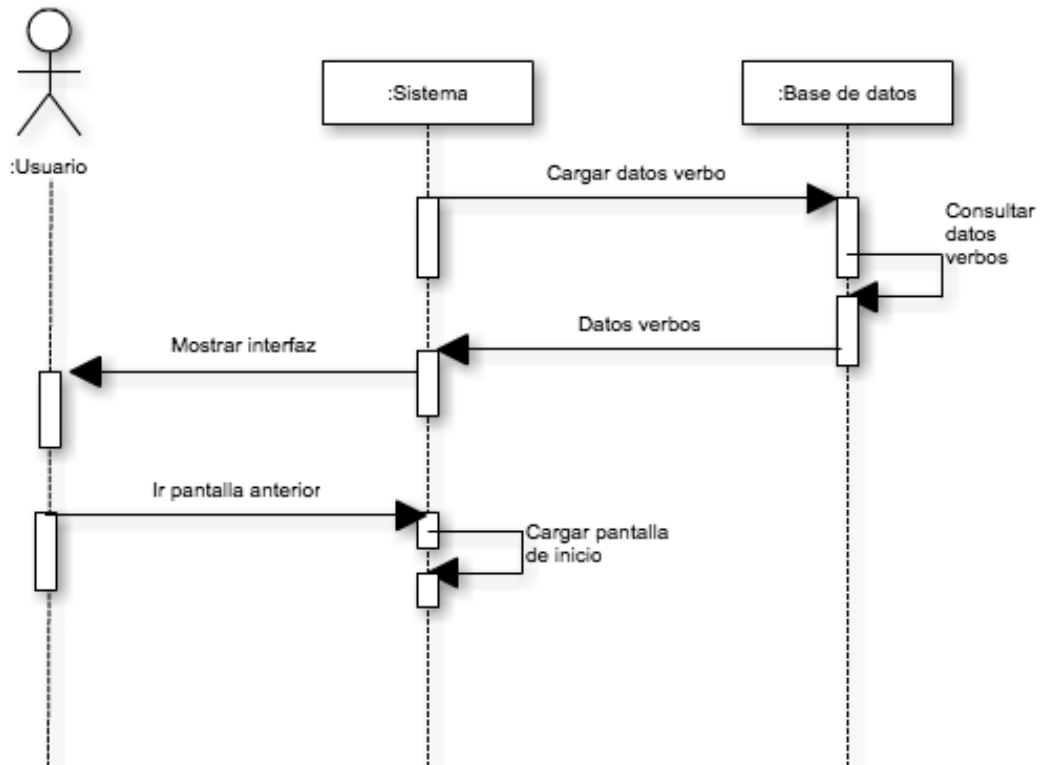 :Usuario
:Sistema
:Base de datos
Cargar datos verbo
Consultar
datos
verbos
Datos verbos
Mostrar interfaz
Ir pantalla anterior
Cargar pantalla
de inicio